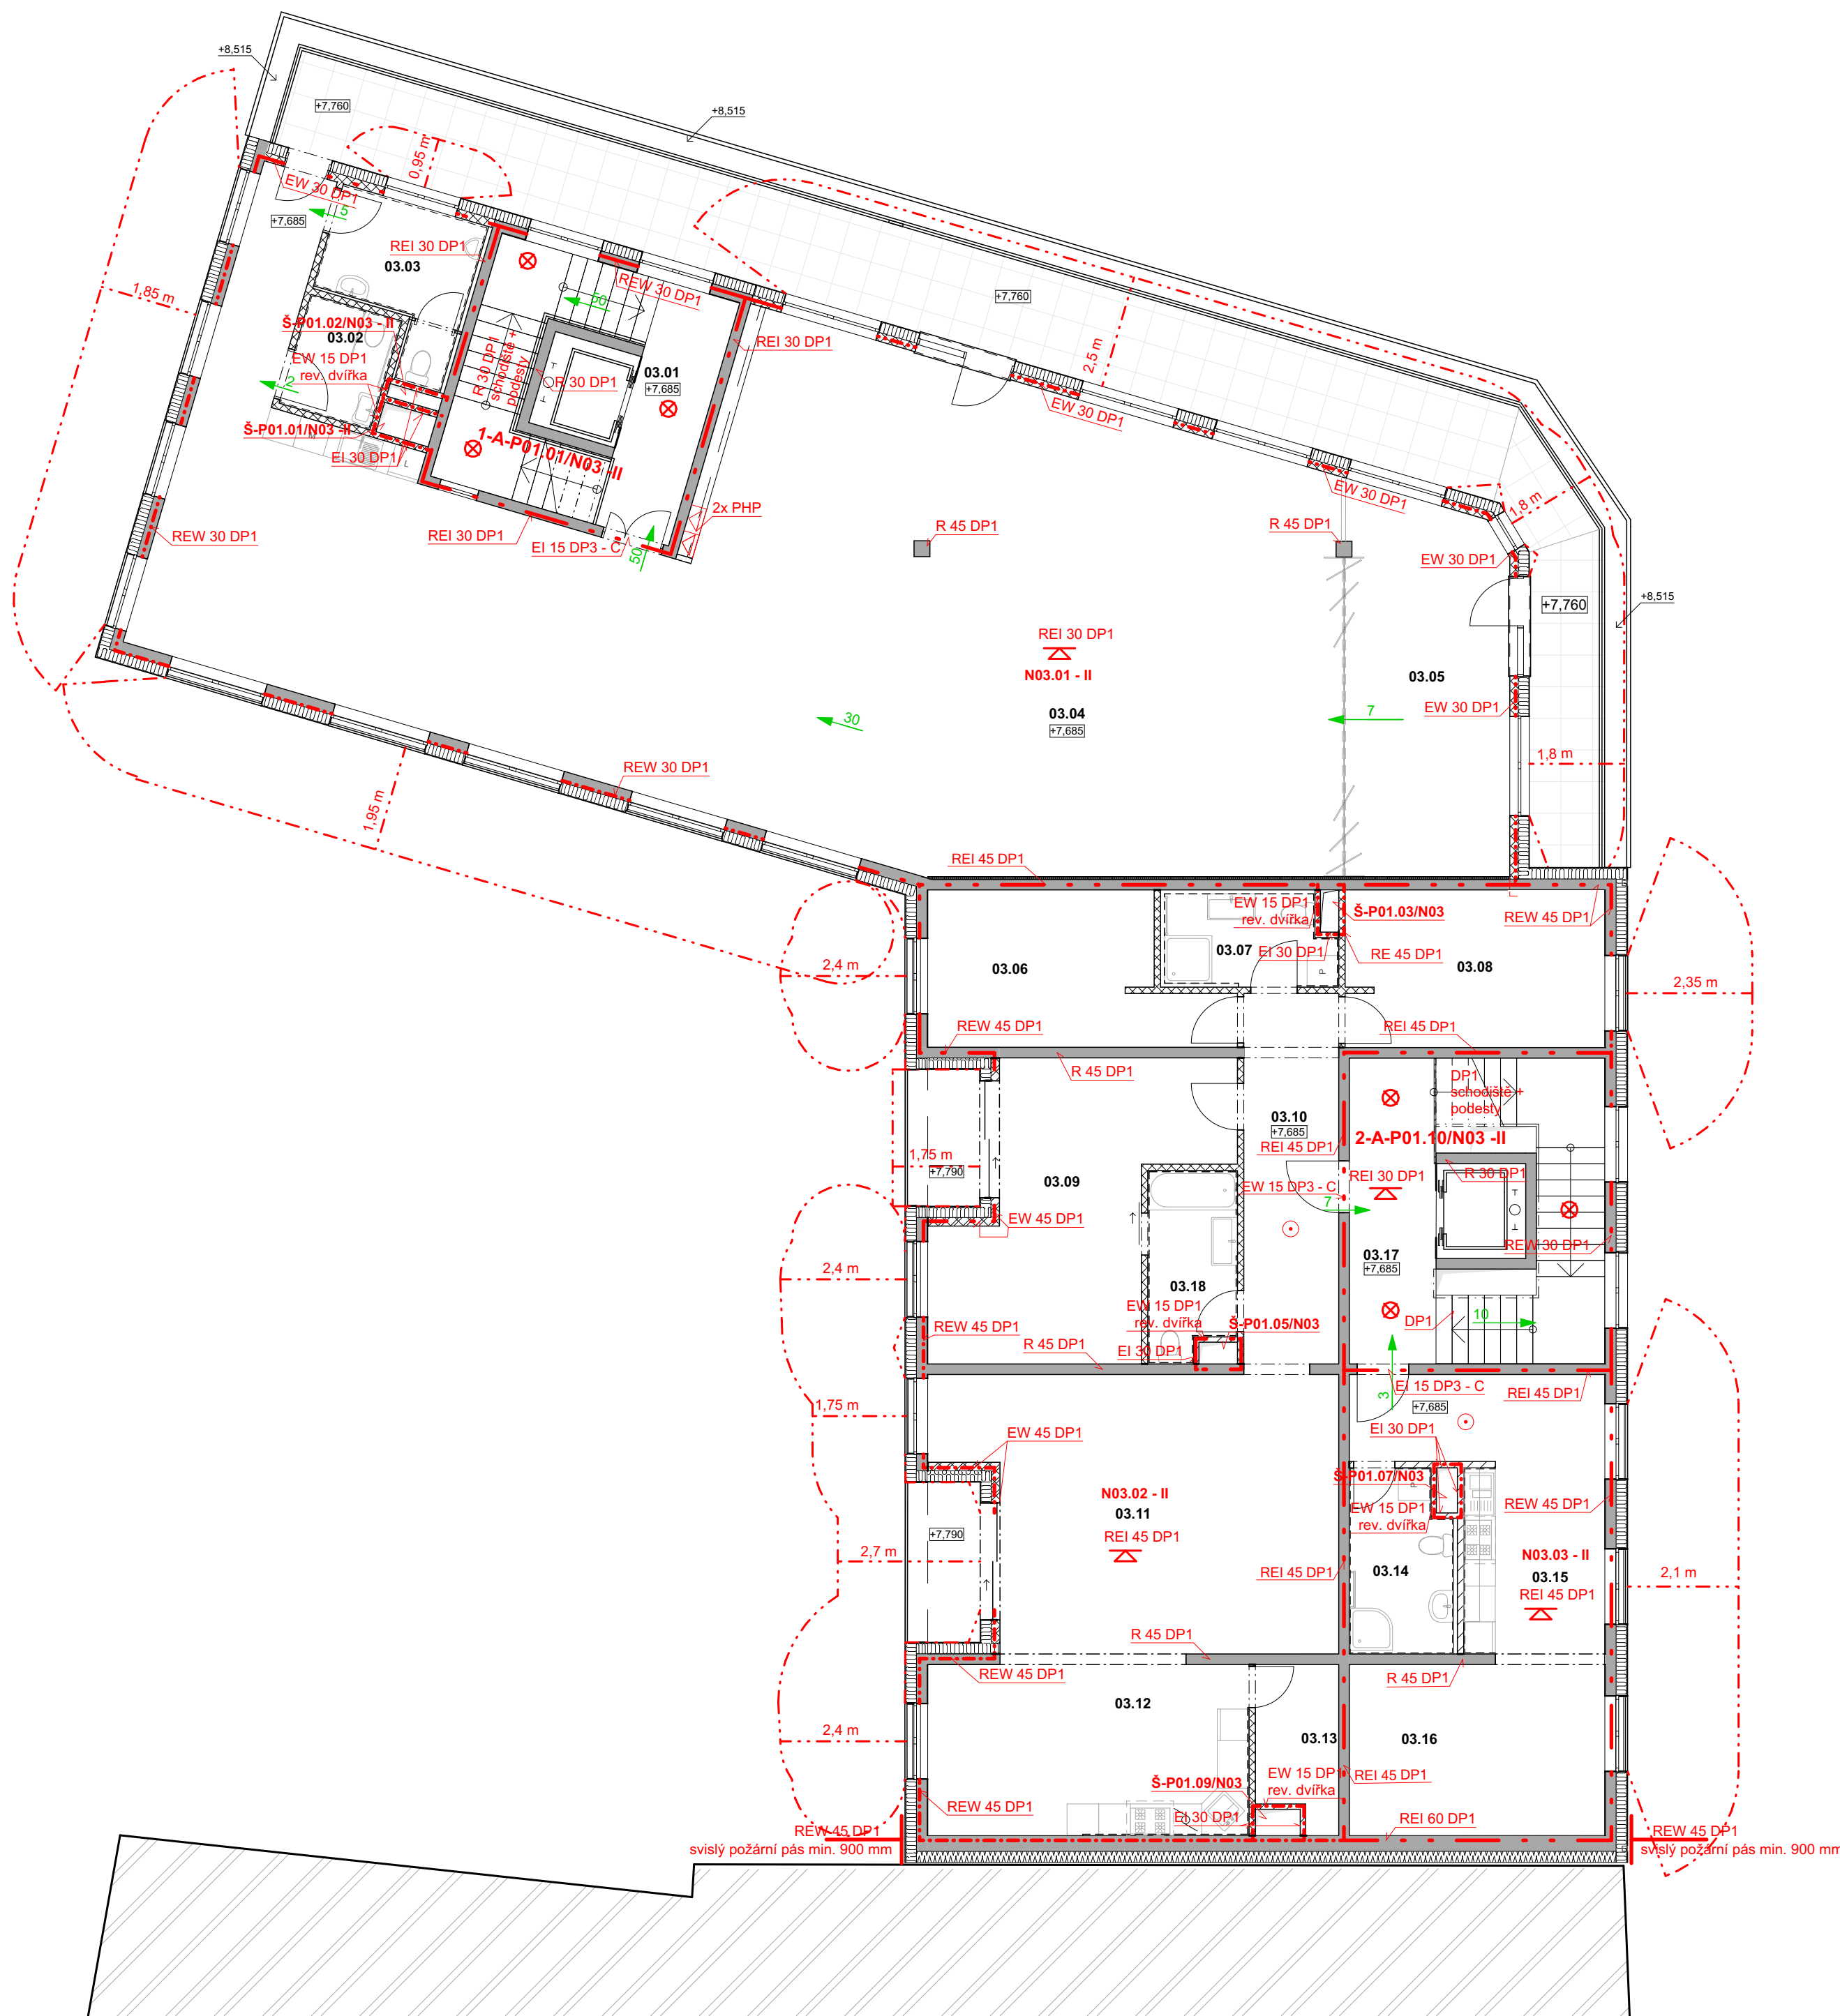 +8,515
+7,760
+8,515
0,95 m
EW 30 DP1
5
+7,685
REI 30 DP1
03.03
REW 30 DP1
50
+7,760
1,85 m
Š-P01.02/N03 - II
03.02
EW 15 DP1
rev. dvířka
2
R 30 DP1
schodiště +
podesty
R 30 DP1
03.01
+7,685
REI 30 DP1
2,5 m
EW 30 DP1
Š-P01.01/N03 -II
EI 30 DP1
M
L
1-A-P01.01/N03 -II
EW 30 DP1
1,8 m
2x PHP
REW 30 DP1
REI 30 DP1
EI 15 DP3 - C
50
R 45 DP1
R 45 DP1
EW 30 DP1
+7,760
+8,515
REI 30 DP1
N03.01 - II
03.05
03.04
+7,685
30
7
EW 30 DP1
1,8 m
REW 30 DP1
1,95 m
REI 45 DP1
EW 15 DP1
rev. dvířka
Š-P01.03/N03
REW 45 DP1
03.07
EI 30 DP1
RE 45 DP1
03.06
P
03.08
2,4 m
2,35 m
REW 45 DP1
REI 45 DP1
R 45 DP1
DP1
schodiště +
podesty
03.10
+7,685
REI 45 DP1
2-A-P01.10/N03 -II
1,75 m
+7,790
03.09
REI 30 DP1
R 30 DP1
EW 15 DP3 - C
7
EW 45 DP1
REW 30 DP1
03.17
+7,685
2,4 m
03.18
EW 15 DP1
rev. dvířka
Š-P01.05/N03
REW 45 DP1
DP1
10
R 45 DP1
EI 30 DP1
EI 15 DP3 - C
3
REI 45 DP1
1,75 m
+7,685
EW 45 DP1
EI 30 DP1
Š-P01.07/N03
P
N03.02 - II
03.11
REI 45 DP1
EW 15 DP1
rev. dvířka
REW 45 DP1
+7,790
2,7 m
REI 45 DP1
03.14
N03.03 - II
03.15
REI 45 DP1
2,1 m
R 45 DP1
REW 45 DP1
R 45 DP1
03.12
2,4 m
03.13
03.16
Š-P01.09/N03
EW 15 DP1
rev. dvířka
REI 45 DP1
REW 45 DP1
EI 30 DP1
REI 60 DP1
REW 45 DP1
svislý požární pás min. 900 mm
REW 45 DP1
svislý požární pás min. 900 mm